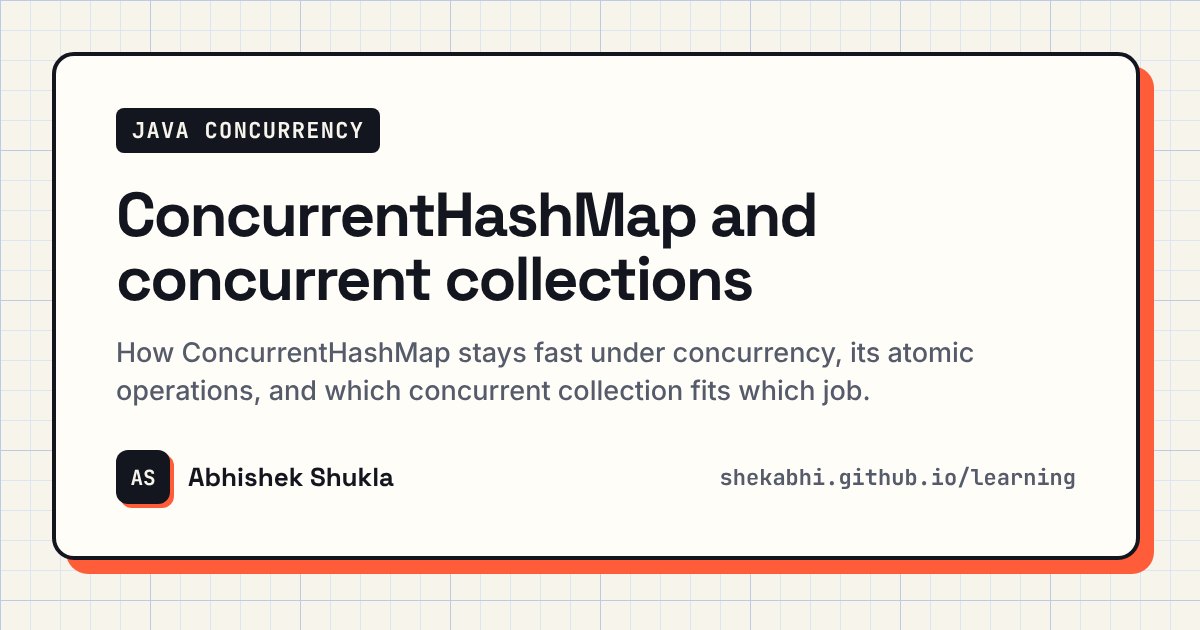 JAVA CONCURRENCY
ConcurrentHashMap and
concurrent collections
How ConcurrentHashMap stays fast under concurrency, its atomic
operations, and which concurrent collection fits which job.
AS
Abhishek Shukla
shekabhi.github.io/learning